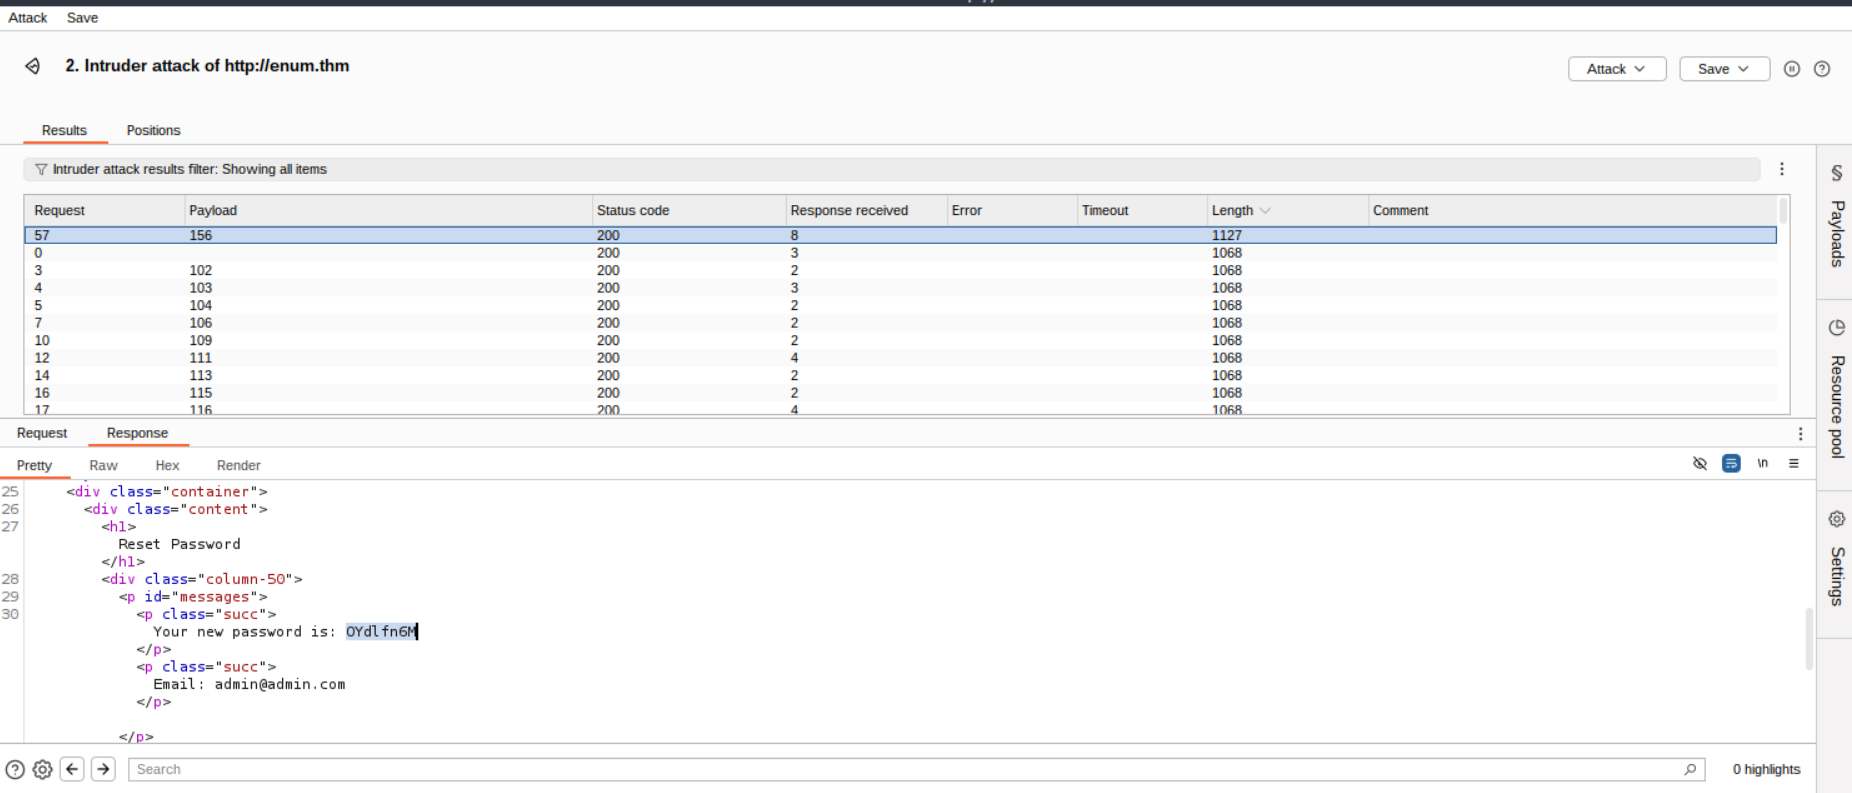 Attack Save
2. Intruder attack of http://enum.thm
Attack Save
Results Positions
Intruder attack results filter: Showing all items
Request Payload Status code Response received Error Timeout Length Comment
57 156 200 8 1127
0 200 3 1068
3 102 200 2 1068
4 103 200 3 1068
5 104 200 2 1068
7 106 200 2 1068
10 109 200 2 1068
12 111 200 4 1068
14 113 200 2 1068
16 115 200 2 1068
17 116 200 4 1068
Payloads
Resource pool
Settings
Request Response
Pretty Raw Hex Render
\n
25 <div class="container">
26 <div class="content">
27 <h1>
Reset Password
</h1>
28 <div class="column-50">
29 <p id="messages">
30 <p class="succ">
Your new password is: OYdlfn6M
</p>
<p class="succ">
Email: admin@admin.com
</p>
</p>
Search
0 highlights